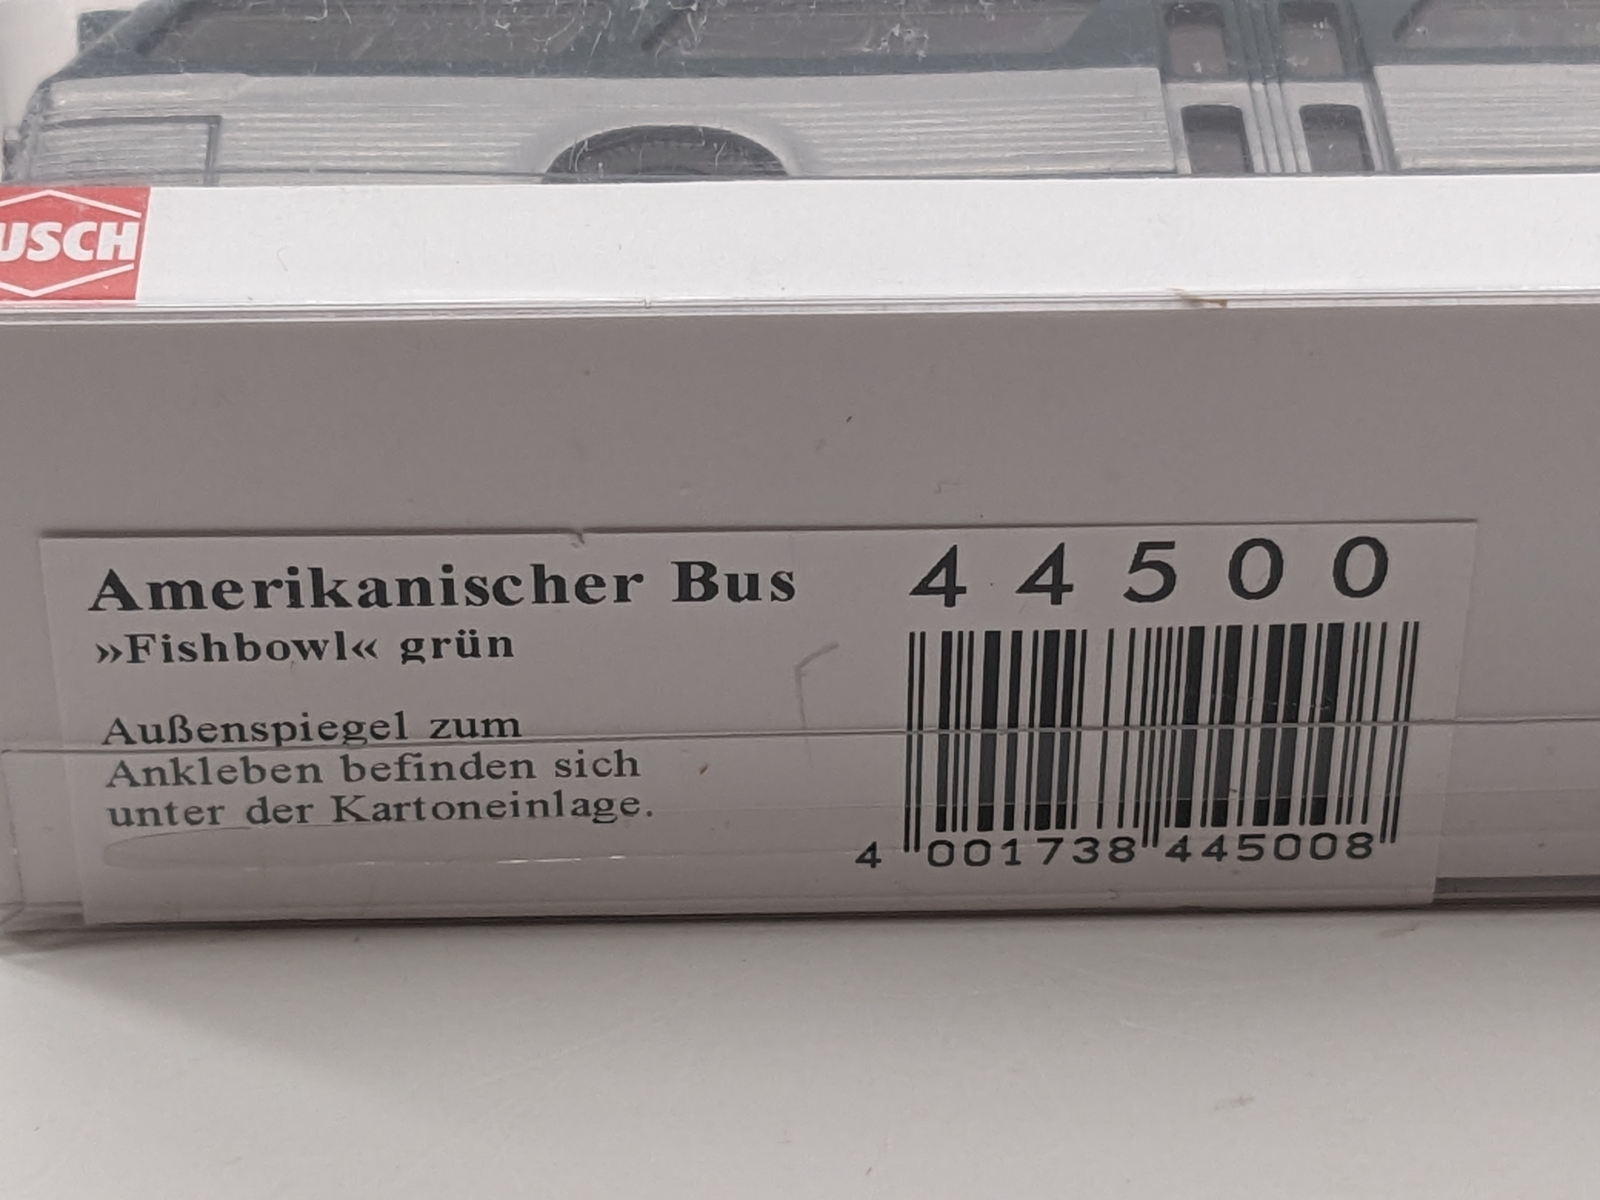 USCH
Amerikanischer Bus
»Fishbowl« grün
Außenspiegel zum
Ankleben befinden sich
unter der Kartoneinlage.
44500
4 001738 445008